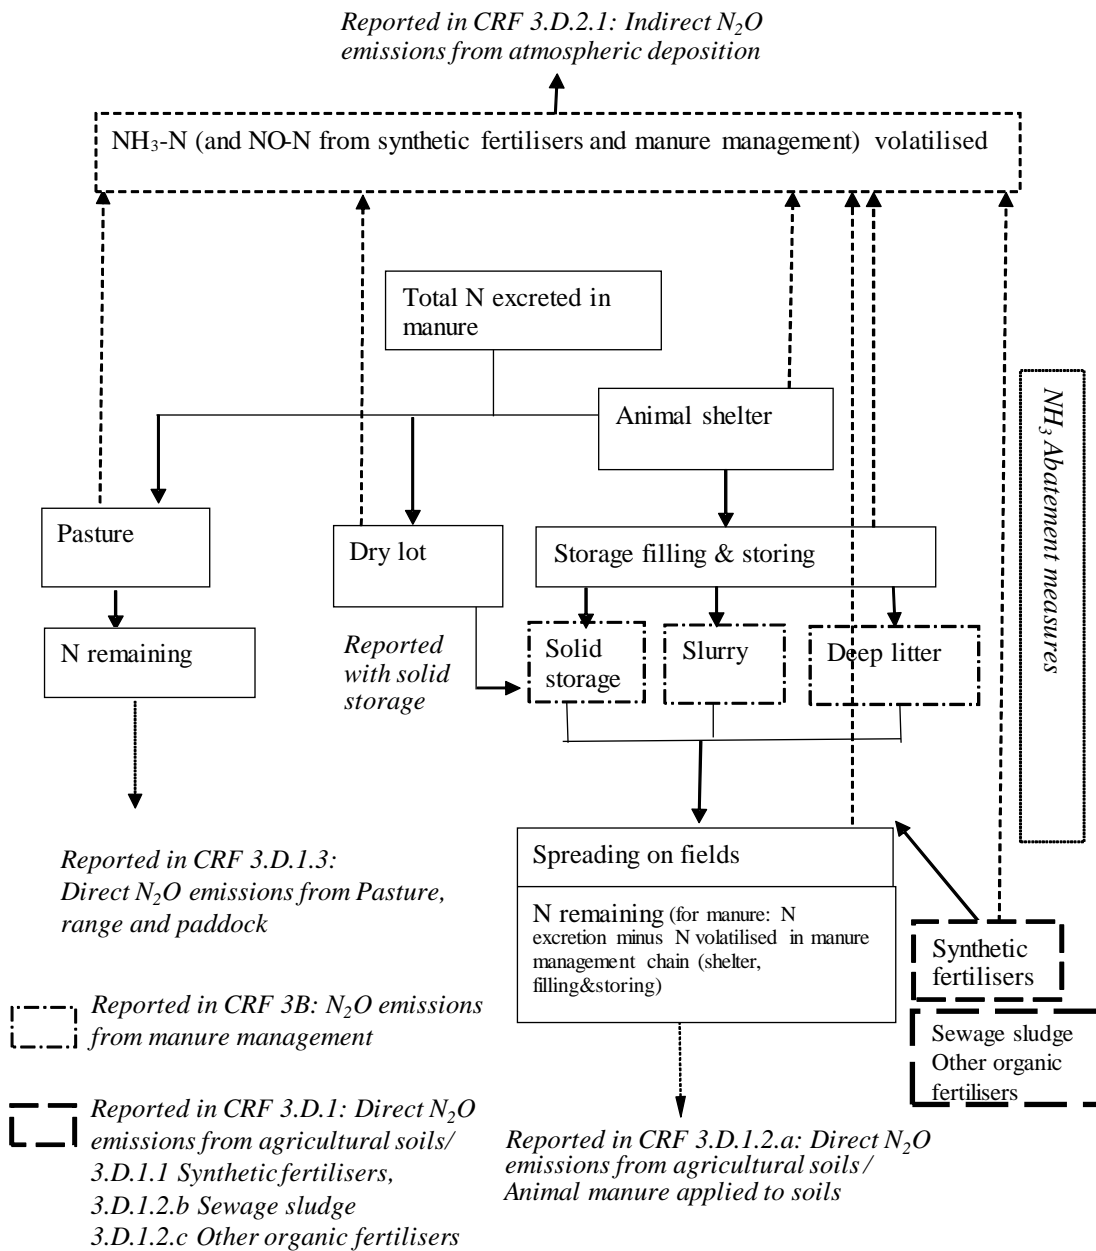 Reported in CRF 3.D.2.1: Indirect N₂O
emissions from atmospheric deposition
NH₃-N (and NO-N from synthetic fertilisers and manure management) volatilised
Total N excreted in
manure
Animal shelter
NH₃ Abatement measures
Pasture
Dry lot
Storage filling & storing
N remaining
Reported
with solid
storage
Solid
storage
Slurry
Deep litter
Reported in CRF 3.D.1.3:
Direct N₂O emissions from Pasture,
range and paddock
Spreading on fields
N remaining (for manure: N
excretion minus N volatilised in manure
management chain (shelter,
filling&storing)
Synthetic
fertilisers
Sewage sludge
Other organic
fertilisers
Reported in CRF 3B: N₂O emissions
from manure management
Reported in CRF 3.D.1: Direct N₂O
emissions from agricultural soils/
3.D.1.1 Synthetic fertilisers,
3.D.1.2.b Sewage sludge
3.D.1.2.c Other organic fertilisers
Reported in CRF 3.D.1.2.a: Direct N₂O
emissions from agricultural soils /
Animal manure applied to soils